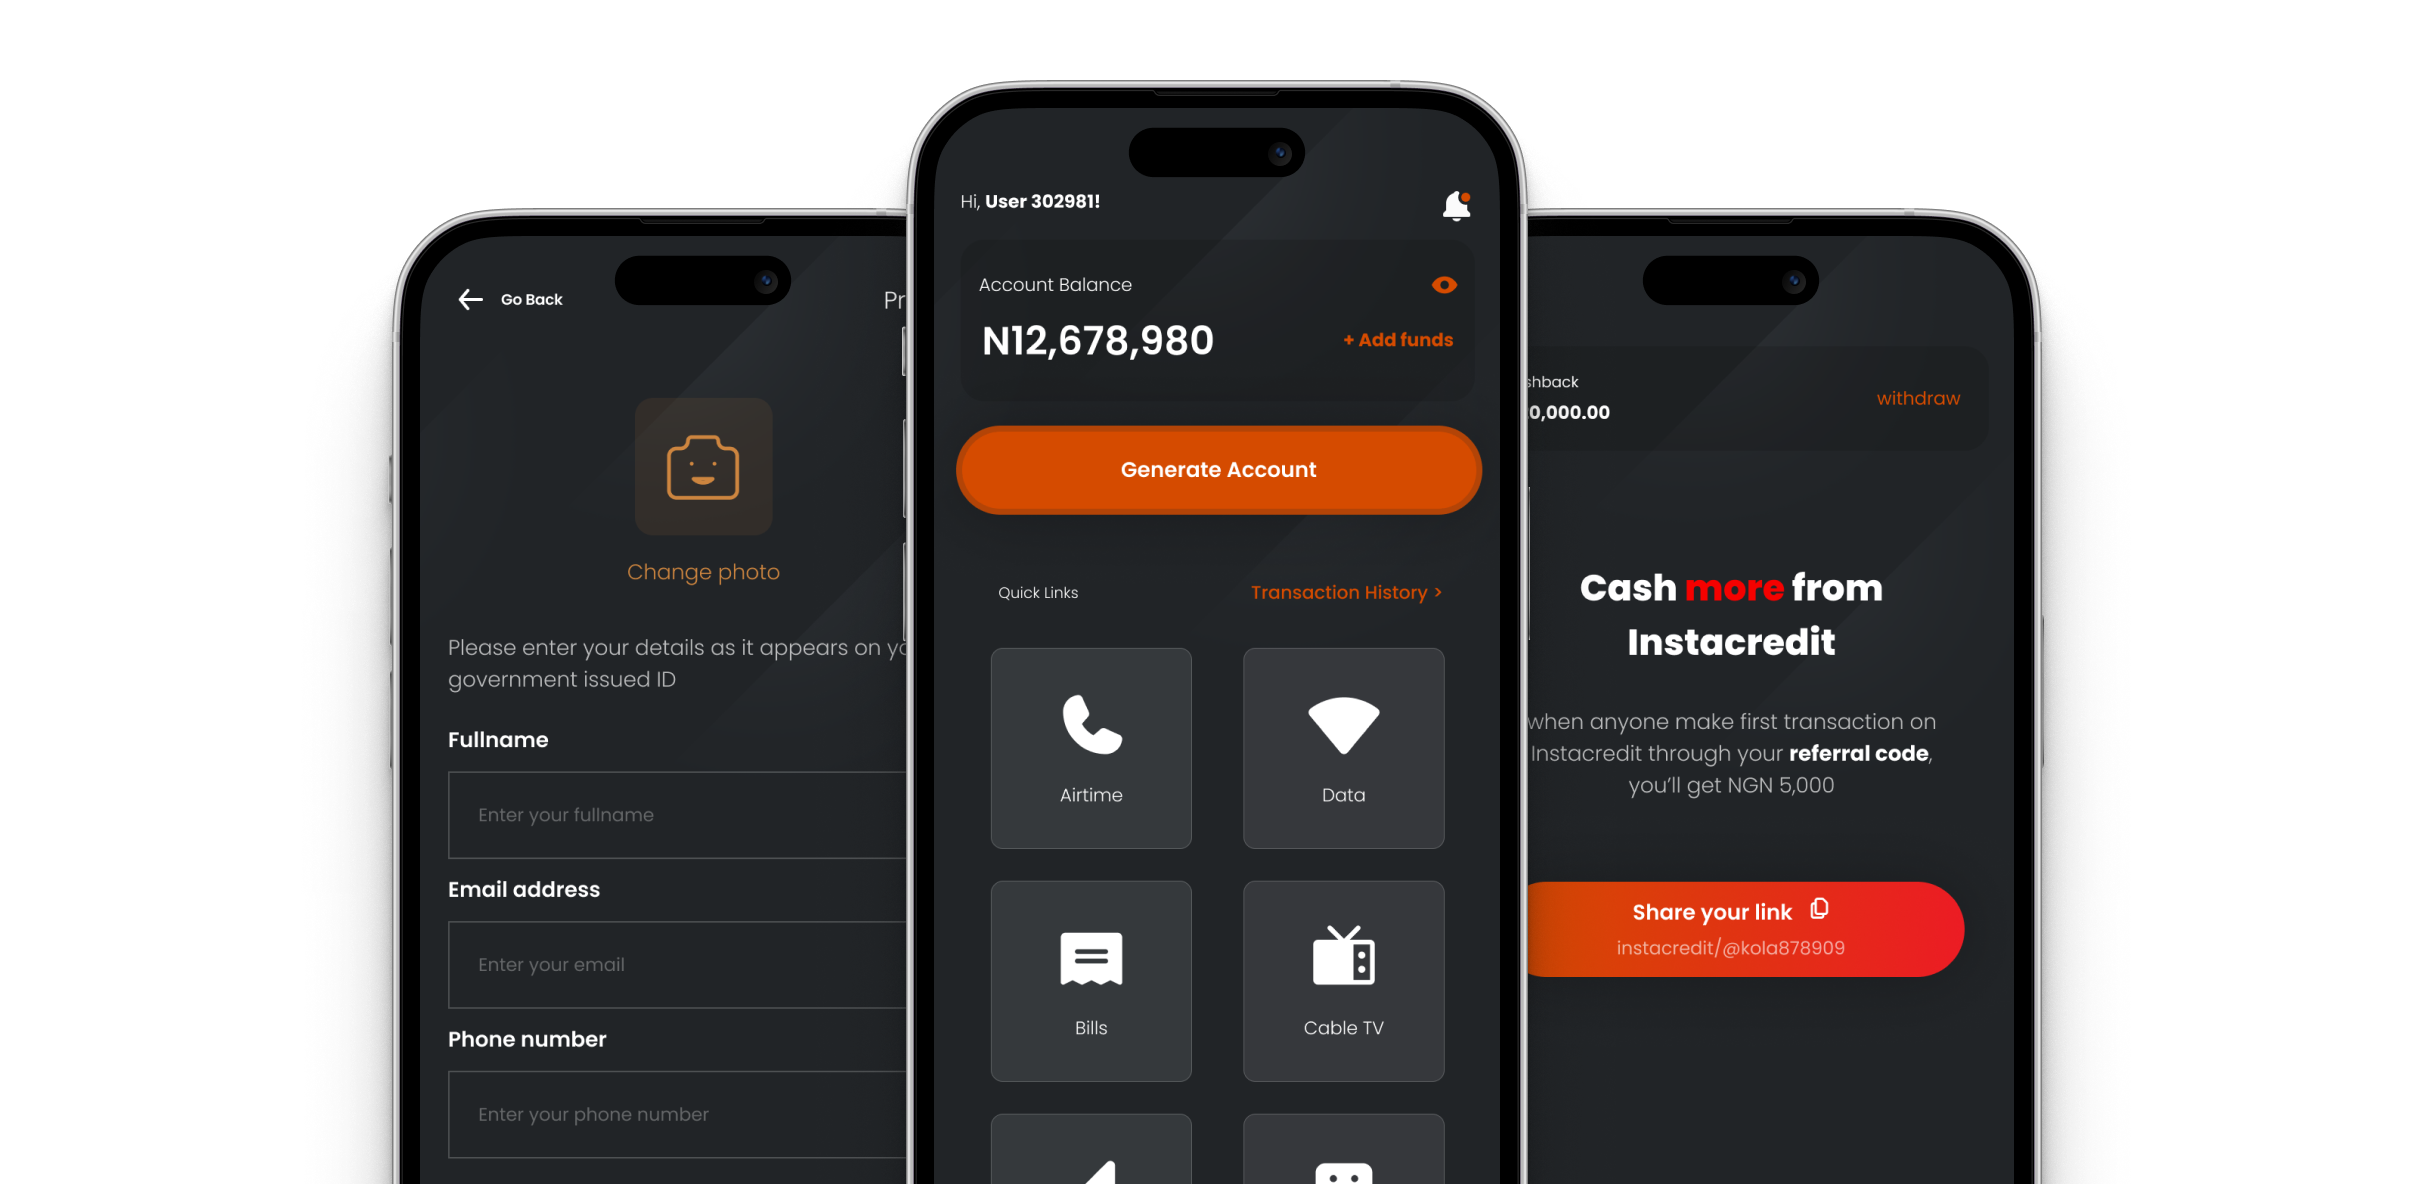 Go Back
Change photo
Please enter your details as it appears on
government issued ID
Fullname
Enter your fullname
Email address
Enter your email
Phone number
Enter your phone number
Hi, User 302981!
Account Balance
N12,678,980
+ Add funds
Generate Account
Quick Links
Transaction History >
Airtime
Data
Bills
Cable TV
0,000.00
withdraw
Cash more from
Instacredit
when anyone make first transaction on
Instacredit through your referral code,
you'll get NGN 5,000
Share your link
instacredit/@kola878909